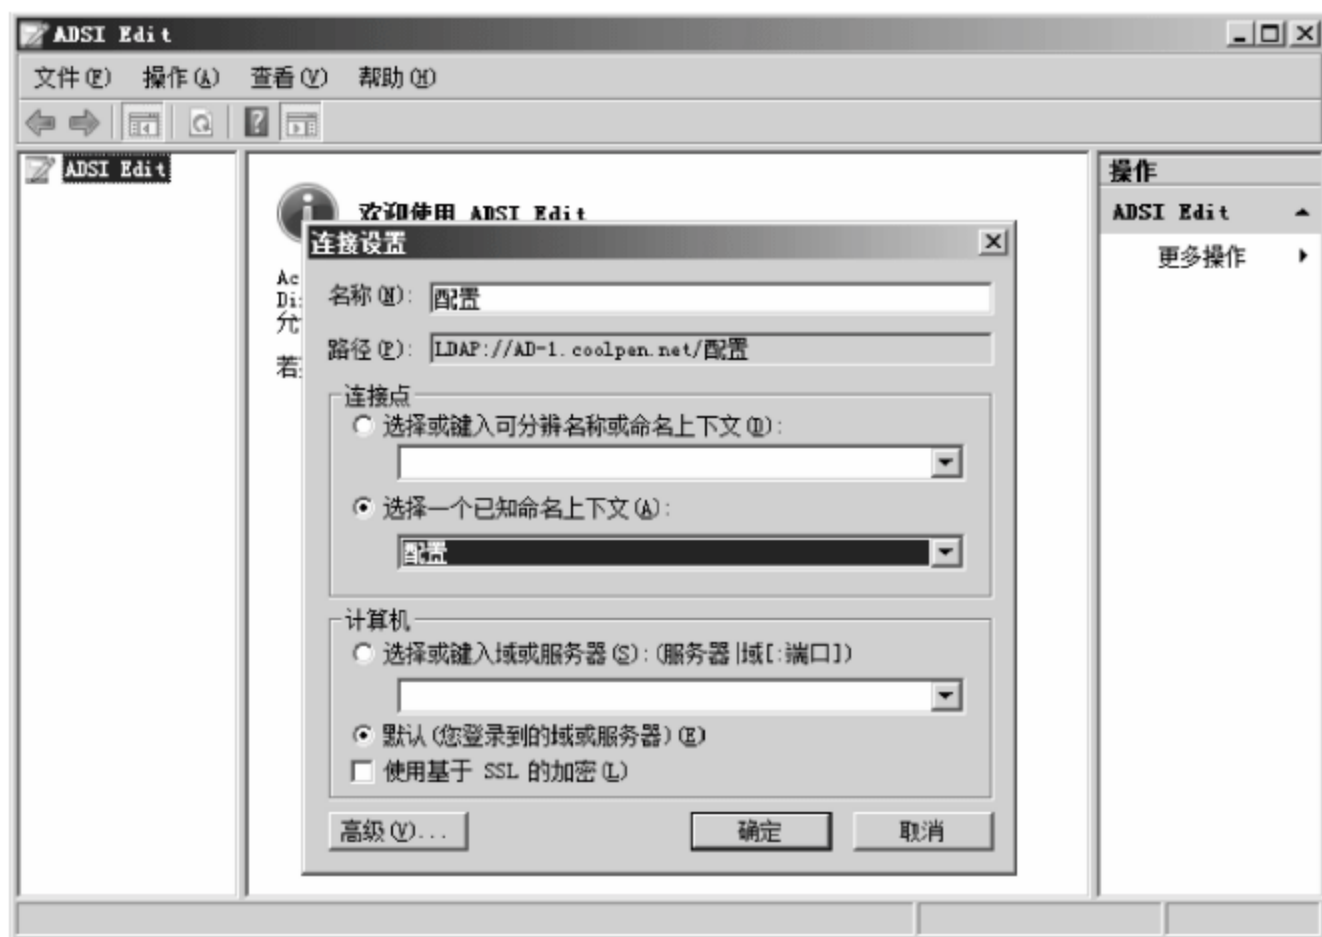 ADSI Edit
文件(F) 操作(A) 查看(V) 帮助(H)
ADSI Edit
欢迎使用 ADSI Edit
Ac
Di
允
若
操作
ADSI Edit
更多操作
连接设置
名称(N): 配置
路径(P): LDAP://AD-1.coolpen.net/配置
连接点
选择或键入可分辨名称或命名上下文(D):
选择一个已知命名上下文(A):
配置
计算机
选择或键入域或服务器(S):(服务器|域[:端口])
默认(您登录到的域或服务器)(E)
使用基于 SSL 的加密(L)
高级(V)... 确定 取消